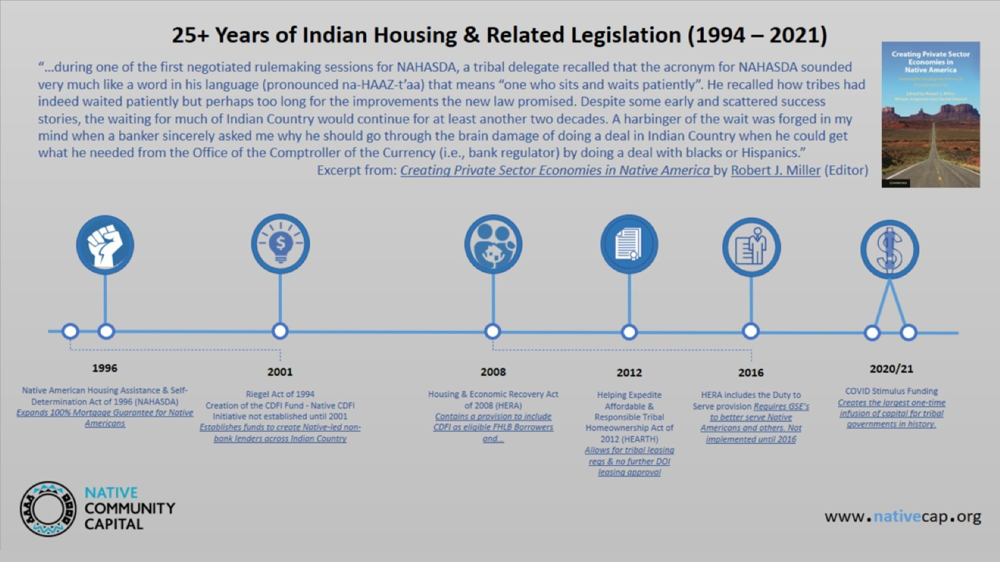 25+ Years of Indian Housing & Related Legislation (1994 – 2021)
“…during one of the first negotiated rulemaking sessions for NAHASDA, a tribal delegate recalled that the acronym for NAHASDA sounded
very much like a word in his language (pronounced na-HAAZ-t’aa) that means “one who sits and waits patiently”. He recalled how tribes had
indeed waited patiently but perhaps too long for the improvements the new law promised. Despite some early and scattered success
stories, the waiting for much of Indian Country would continue for at least another two decades. A harbinger of the wait was forged in my
mind when a banker sincerely asked me why he should go through the brain damage of doing a deal in Indian Country when he could get
what he needed from the Office of the Comptroller of the Currency (i.e., bank regulator) by doing a deal with blacks or Hispanics.”
Excerpt from: Creating Private Sector Economies in Native America by Robert J. Miller (Editor)
Creating Private Sector
Economies in
Native America
Edited by Robert J. Miller,
$
$
1996
Native American Housing Assistance & Self-
Determination Act of 1996 (NAHASDA)
Expands 100% Mortgage Guarantee for Native
Americans
2001
Riegel Act of 1994
Creation of the CDFI Fund - Native CDFI
Initiative not established until 2001
Establishes funds to create Native-led non-
bank lenders across Indian Country
2008
Housing & Economic Recovery Act
of 2008 (HERA)
Contains a provision to include
CDFI as eligible FHLB Borrowers
and...
2012
Helping Expedite
Affordable &
Responsible Tribal
Homeownership Act of
2012 (HEARTH)
Allows for tribal leasing
regs & no further DOI
leasing approval
2016
HERA includes the Duty to
Serve provision Requires GSE's
to better serve Native
Americans and others. Not
implemented until 2016
2020/21
COVID Stimulus Funding
Creates the largest one-time
infusion of capital for tribal
governments in history.
NATIVE
COMMUNITY
CAPITAL
www.nativecap.org